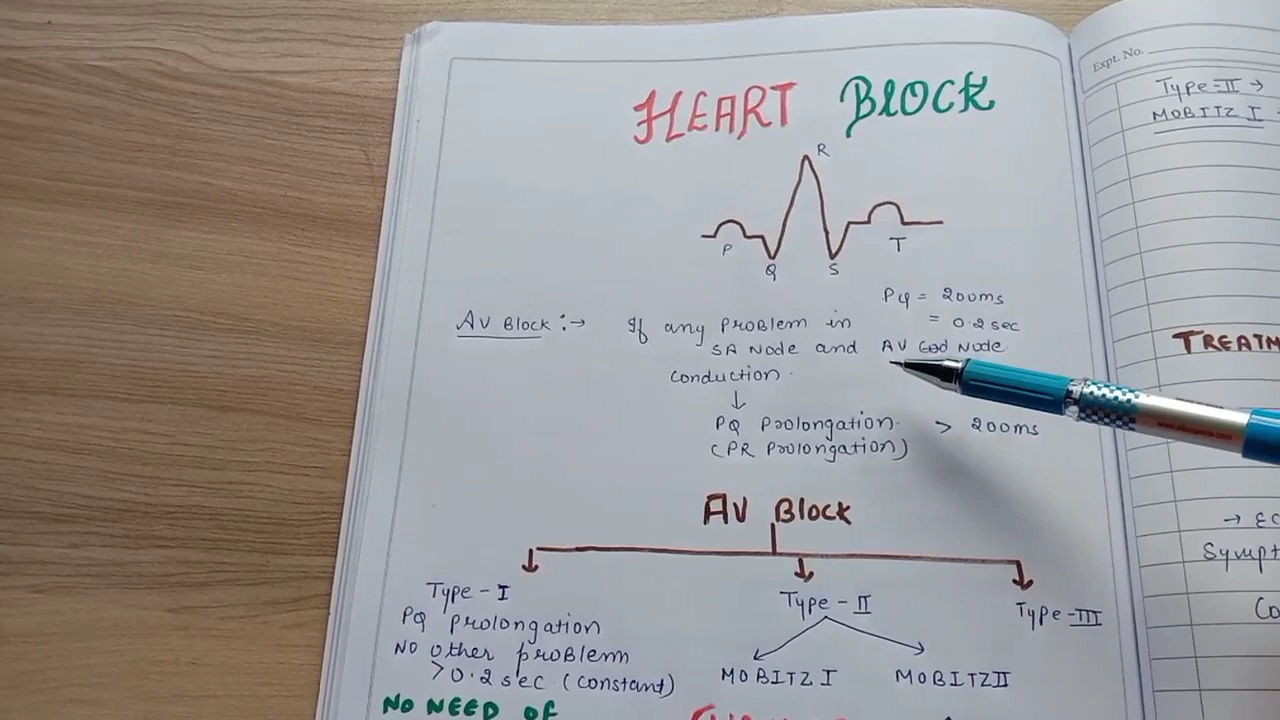 HEART BLOCK
R
P
Q
S
T
PQ = 200ms
= 0.2 sec
AV Block :→ If any problem in
SA Node and AV Node
conduction.
↓
PQ Prolongation. > 200ms
(PR Prolongation)
AV Block
Type - I
PQ prolongation
NO other problem
>0.2 sec (constant)
NO NEED OF
Type - II
MOBITZ I
MOBITZ II
Type - III
Expt. No.
Type - II →
MOBITZ I
TREATM
→ EC
Sympt
Co